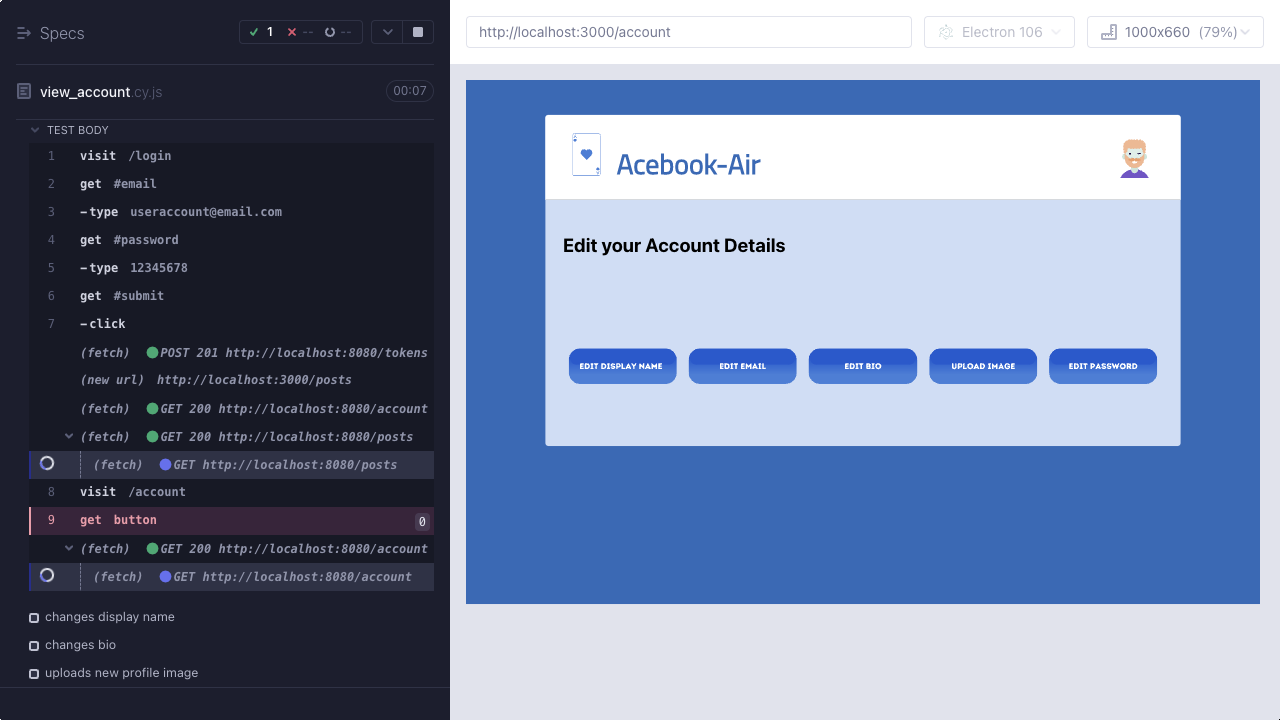 Specs
1
--
--
view_account.cy.js
00:07
TEST BODY
1 visit /login
2 get #email
3 -type useraccount@email.com
4 get #password
5 -type 12345678
6 get #submit
7 -click
(fetch) POST 201 http://localhost:8080/tokens
(new url) http://localhost:3000/posts
(fetch) GET 200 http://localhost:8080/account
(fetch) GET 200 http://localhost:8080/posts
(fetch) GET http://localhost:8080/posts
8 visit /account
9 get button 0
(fetch) GET 200 http://localhost:8080/account
(fetch) GET http://localhost:8080/account
changes display name
changes bio
uploads new profile image
http://localhost:3000/account
Electron 106
1000x660 (79%)
Acebook-Air
Edit your Account Details
EDIT DISPLAY NAME
EDIT EMAIL
EDIT BIO
UPLOAD IMAGE
EDIT PASSWORD